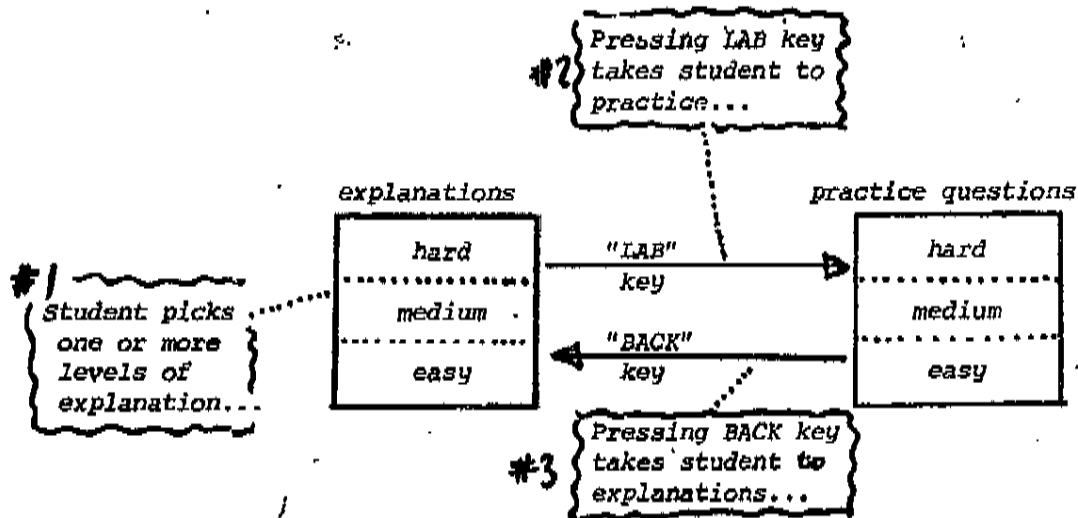 #2
Pressing LAB key
takes student to
practice...
explanations
practice questions
hard
medium
easy
"LAB"
key
"BACK"
key
hard
medium
easy
#1
Student picks
one or more
levels of
explanation...
#3
Pressing BACK key
takes student to
explanations...